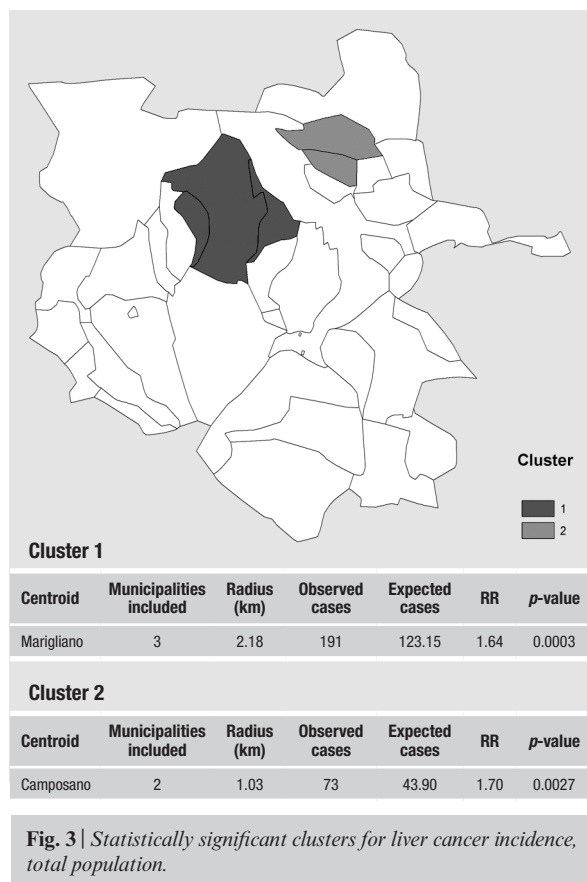 Cluster
1
2
Cluster 1
Centroid Municipalities included Radius (km) Observed cases Expected cases RR p-value
Marigliano 3 2.18 191 123.15 1.64 0.0003
Cluster 2
Centroid Municipalities included Radius (km) Observed cases Expected cases RR p-value
Camposano 2 1.03 73 43.90 1.70 0.0027
Fig. 3 | Statistically significant clusters for liver cancer incidence,
total population.